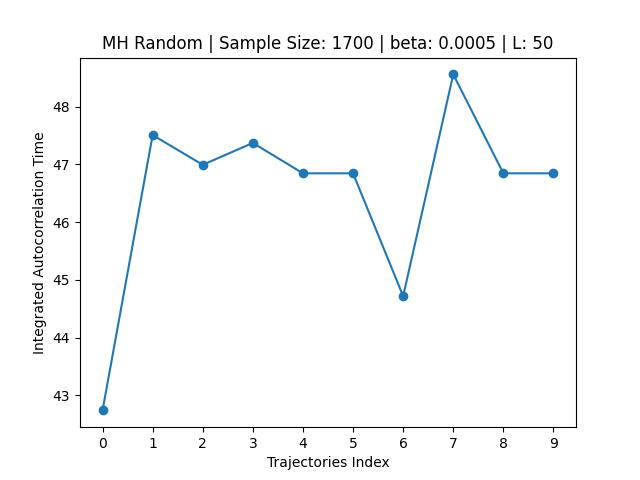 MH Random | Sample Size: 1700 | beta: 0.0005 | L: 50
Integrated Autocorrelation Time
48
47
46
45
44
43
0 1 2 3 4 5 6 7 8 9
Trajectories Index